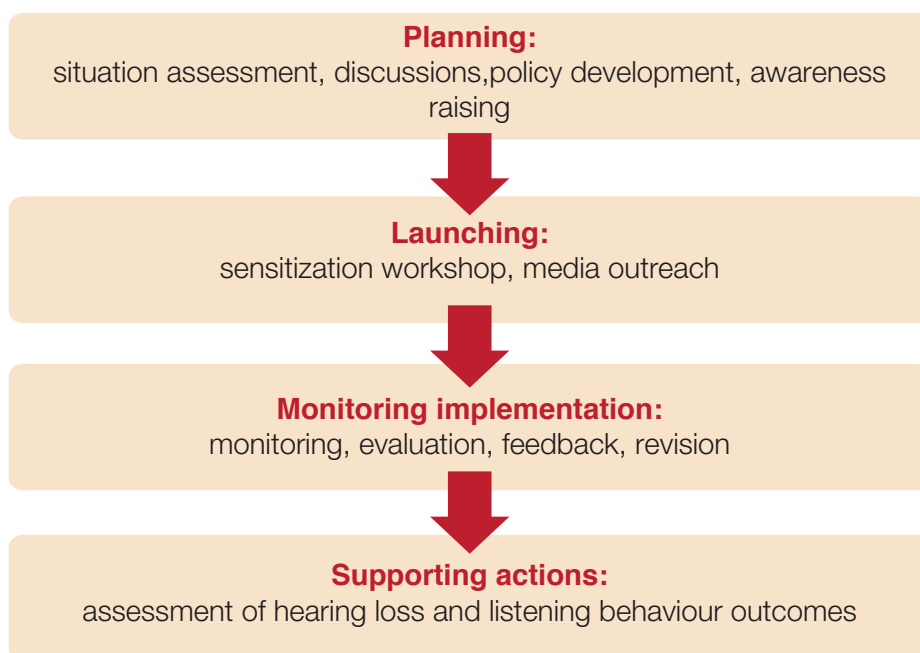 Planning:
situation assessment, discussions,policy development, awareness
raising
Launching:
sensitization workshop, media outreach
Monitoring implementation:
monitoring, evaluation, feedback, revision
Supporting actions:
assessment of hearing loss and listening behaviour outcomes